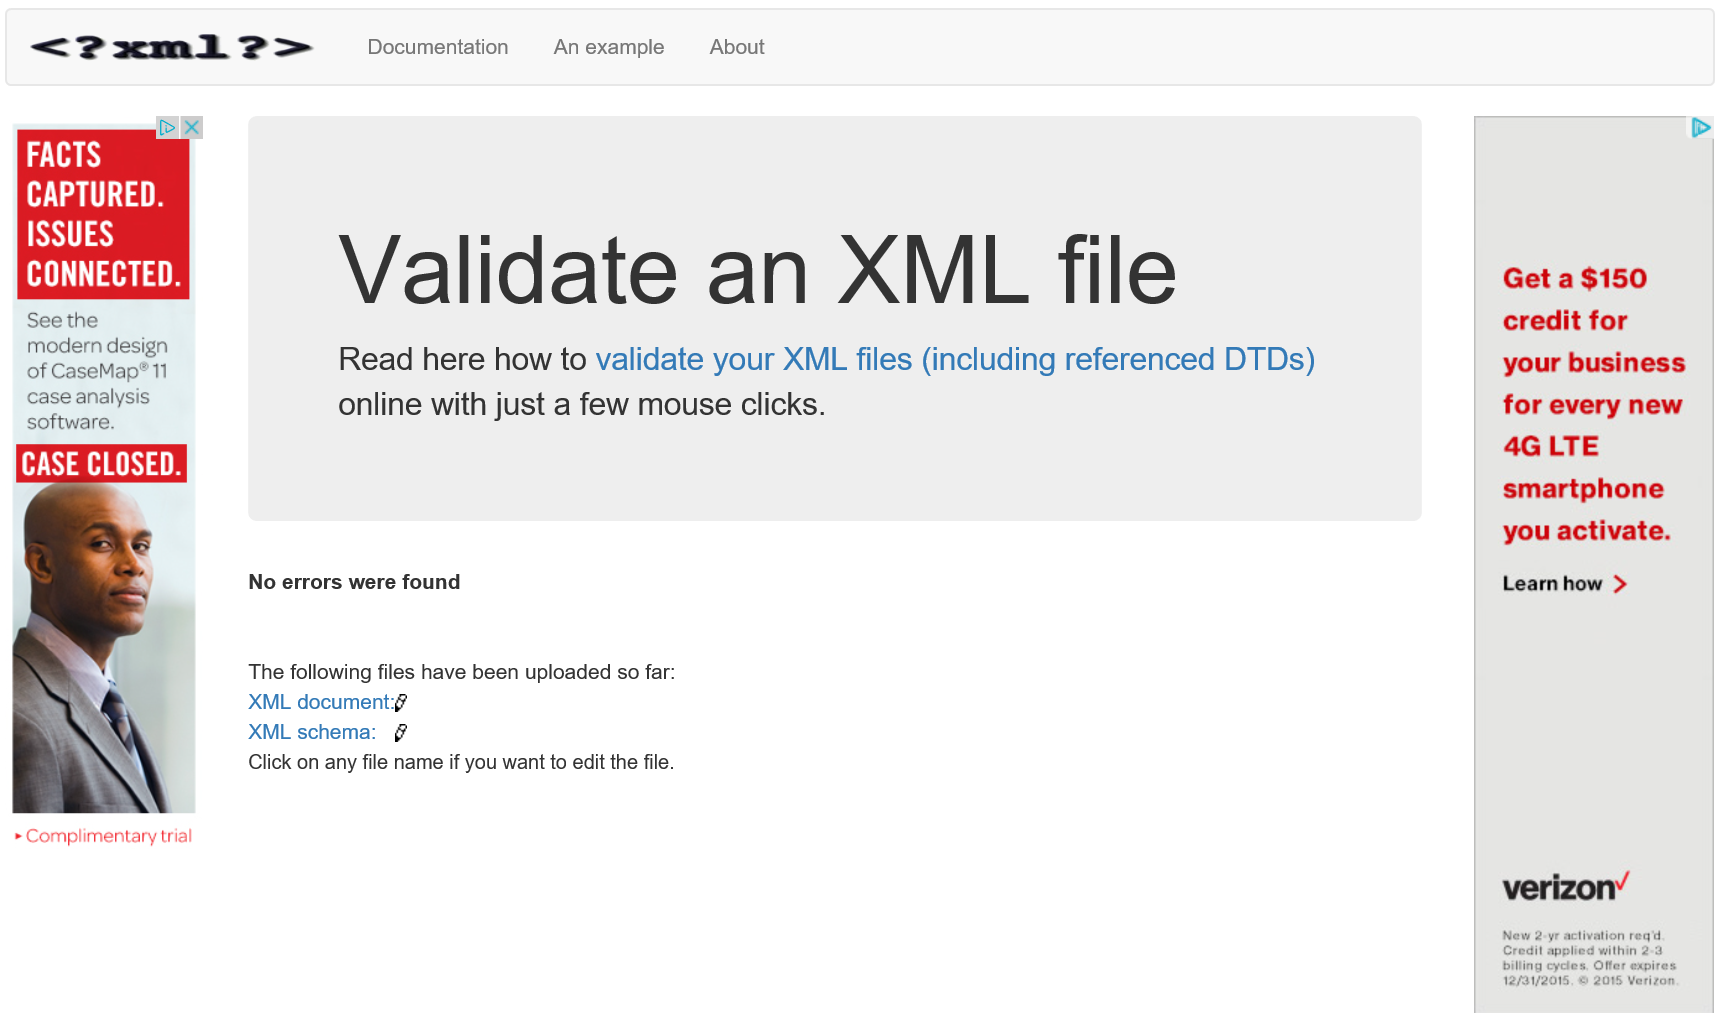 <?xml?>
Documentation
An example
About
FACTS
CAPTURED.
ISSUES
CONNECTED.
See the
modern design
of CaseMap® 11
case analysis
software.
CASE CLOSED.
Complimentary trial
Validate an XML file
Read here how to validate your XML files (including referenced DTDs)
online with just a few mouse clicks.
No errors were found
The following files have been uploaded so far:
XML document:
XML schema:
Click on any file name if you want to edit the file.
Get a $150
credit for
your business
for every new
4G LTE
smartphone
you activate.
Learn how
verizon
New 2-yr activation req'd.
Credit applied within 2-3
billing cycles. Offer expires
12/31/2015. © 2015 Verizon.